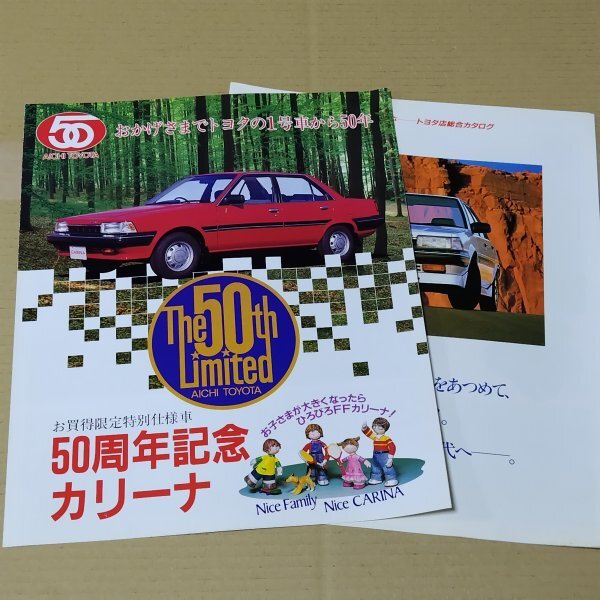 50
AICHI TOYOTA
おかげさまでトヨタの1号車から50年
CARINA
The 50th
Limited
AICHI TOYOTA
お買得限定特別仕様車
50周年記念
カリーナ
お子さまが大きくなったら
ひろびろFFカリーナ!
Nice Family Nice CARINA
トヨタ店総合カタログ
をあつめて、
。
代へ――。